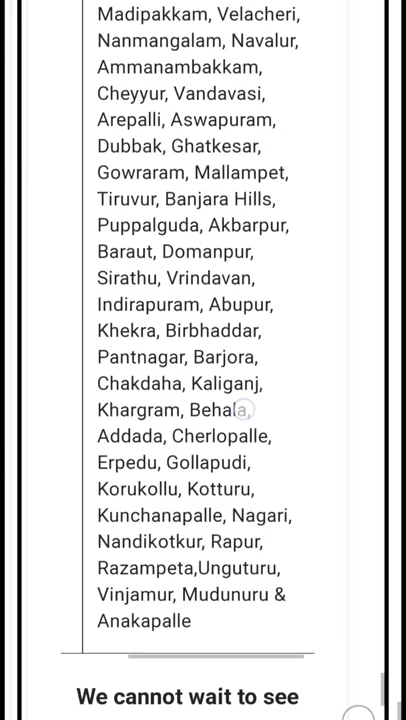 Madipakkam, Velacheri,
Nanmangalam, Navalur,
Ammanambakkam,
Cheyyur, Vandavasi,
Arepalli, Aswapuram,
Dubbak, Ghatkesar,
Gowraram, Mallampet,
Tiruvur, Banjara Hills,
Puppalguda, Akbarpur,
Baraut, Domanpur,
Sirathu, Vrindavan,
Indirapuram, Abupur,
Khekra, Birbhaddar,
Pantnagar, Barjora,
Chakdaha, Kaliganj,
Khargram, Behala,
Addada, Cherlopalle,
Erpedu, Gollapudi,
Korukollu, Kotturu,
Kunchanapalle, Nagari,
Nandikotkur, Rapur,
Razampeta,Unguturu,
Vinjamur, Mudunuru &
Anakapalle
We cannot wait to see